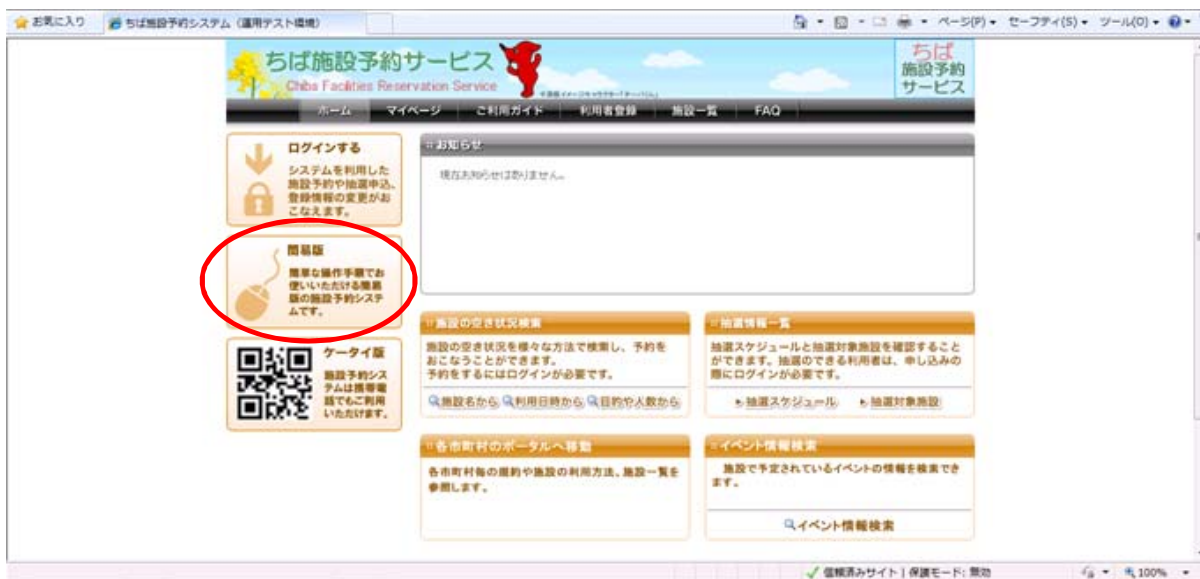 お気に入り
ちば施設予約システム（運用テスト環境）
ページ(P)
セーフティ(S)
ツール(O)
ちば施設予約サービス
Chiba Facilities Reservation Service
ちば
施設予約
サービス
ホーム
マイページ
ご利用ガイド
利用者登録
施設一覧
FAQ
ログインする
システムを利用した
施設予約や抽選申込、
登録情報の変更がお
こなえます。
簡易版
簡単な操作手順でお
使いいただける簡易
版の施設予約システ
ムです。
ケータイ版
施設予約シス
テムは携帯電
話でもご利用
いただけます。
お知らせ
現在お知らせはありません。
施設の空き状況検索
施設の空き状況を様々な方法で検索し、予約を
おこなうことができます。
予約をするにはログインが必要です。
施設名から 利用日時から 目的や人数から
抽選情報一覧
抽選スケジュールと抽選対象施設を確認すること
ができます。抽選のできる利用者は、申し込みの
際にログインが必要です。
抽選スケジュール 抽選対象施設
各市町村のポータルへ移動
各市町村毎の規約や施設の利用方法、施設一覧を
参照します。
イベント情報検索
施設で予定されているイベントの情報を検索でき
ます。
イベント情報検索
信頼済みサイト | 保護モード: 無効
100%